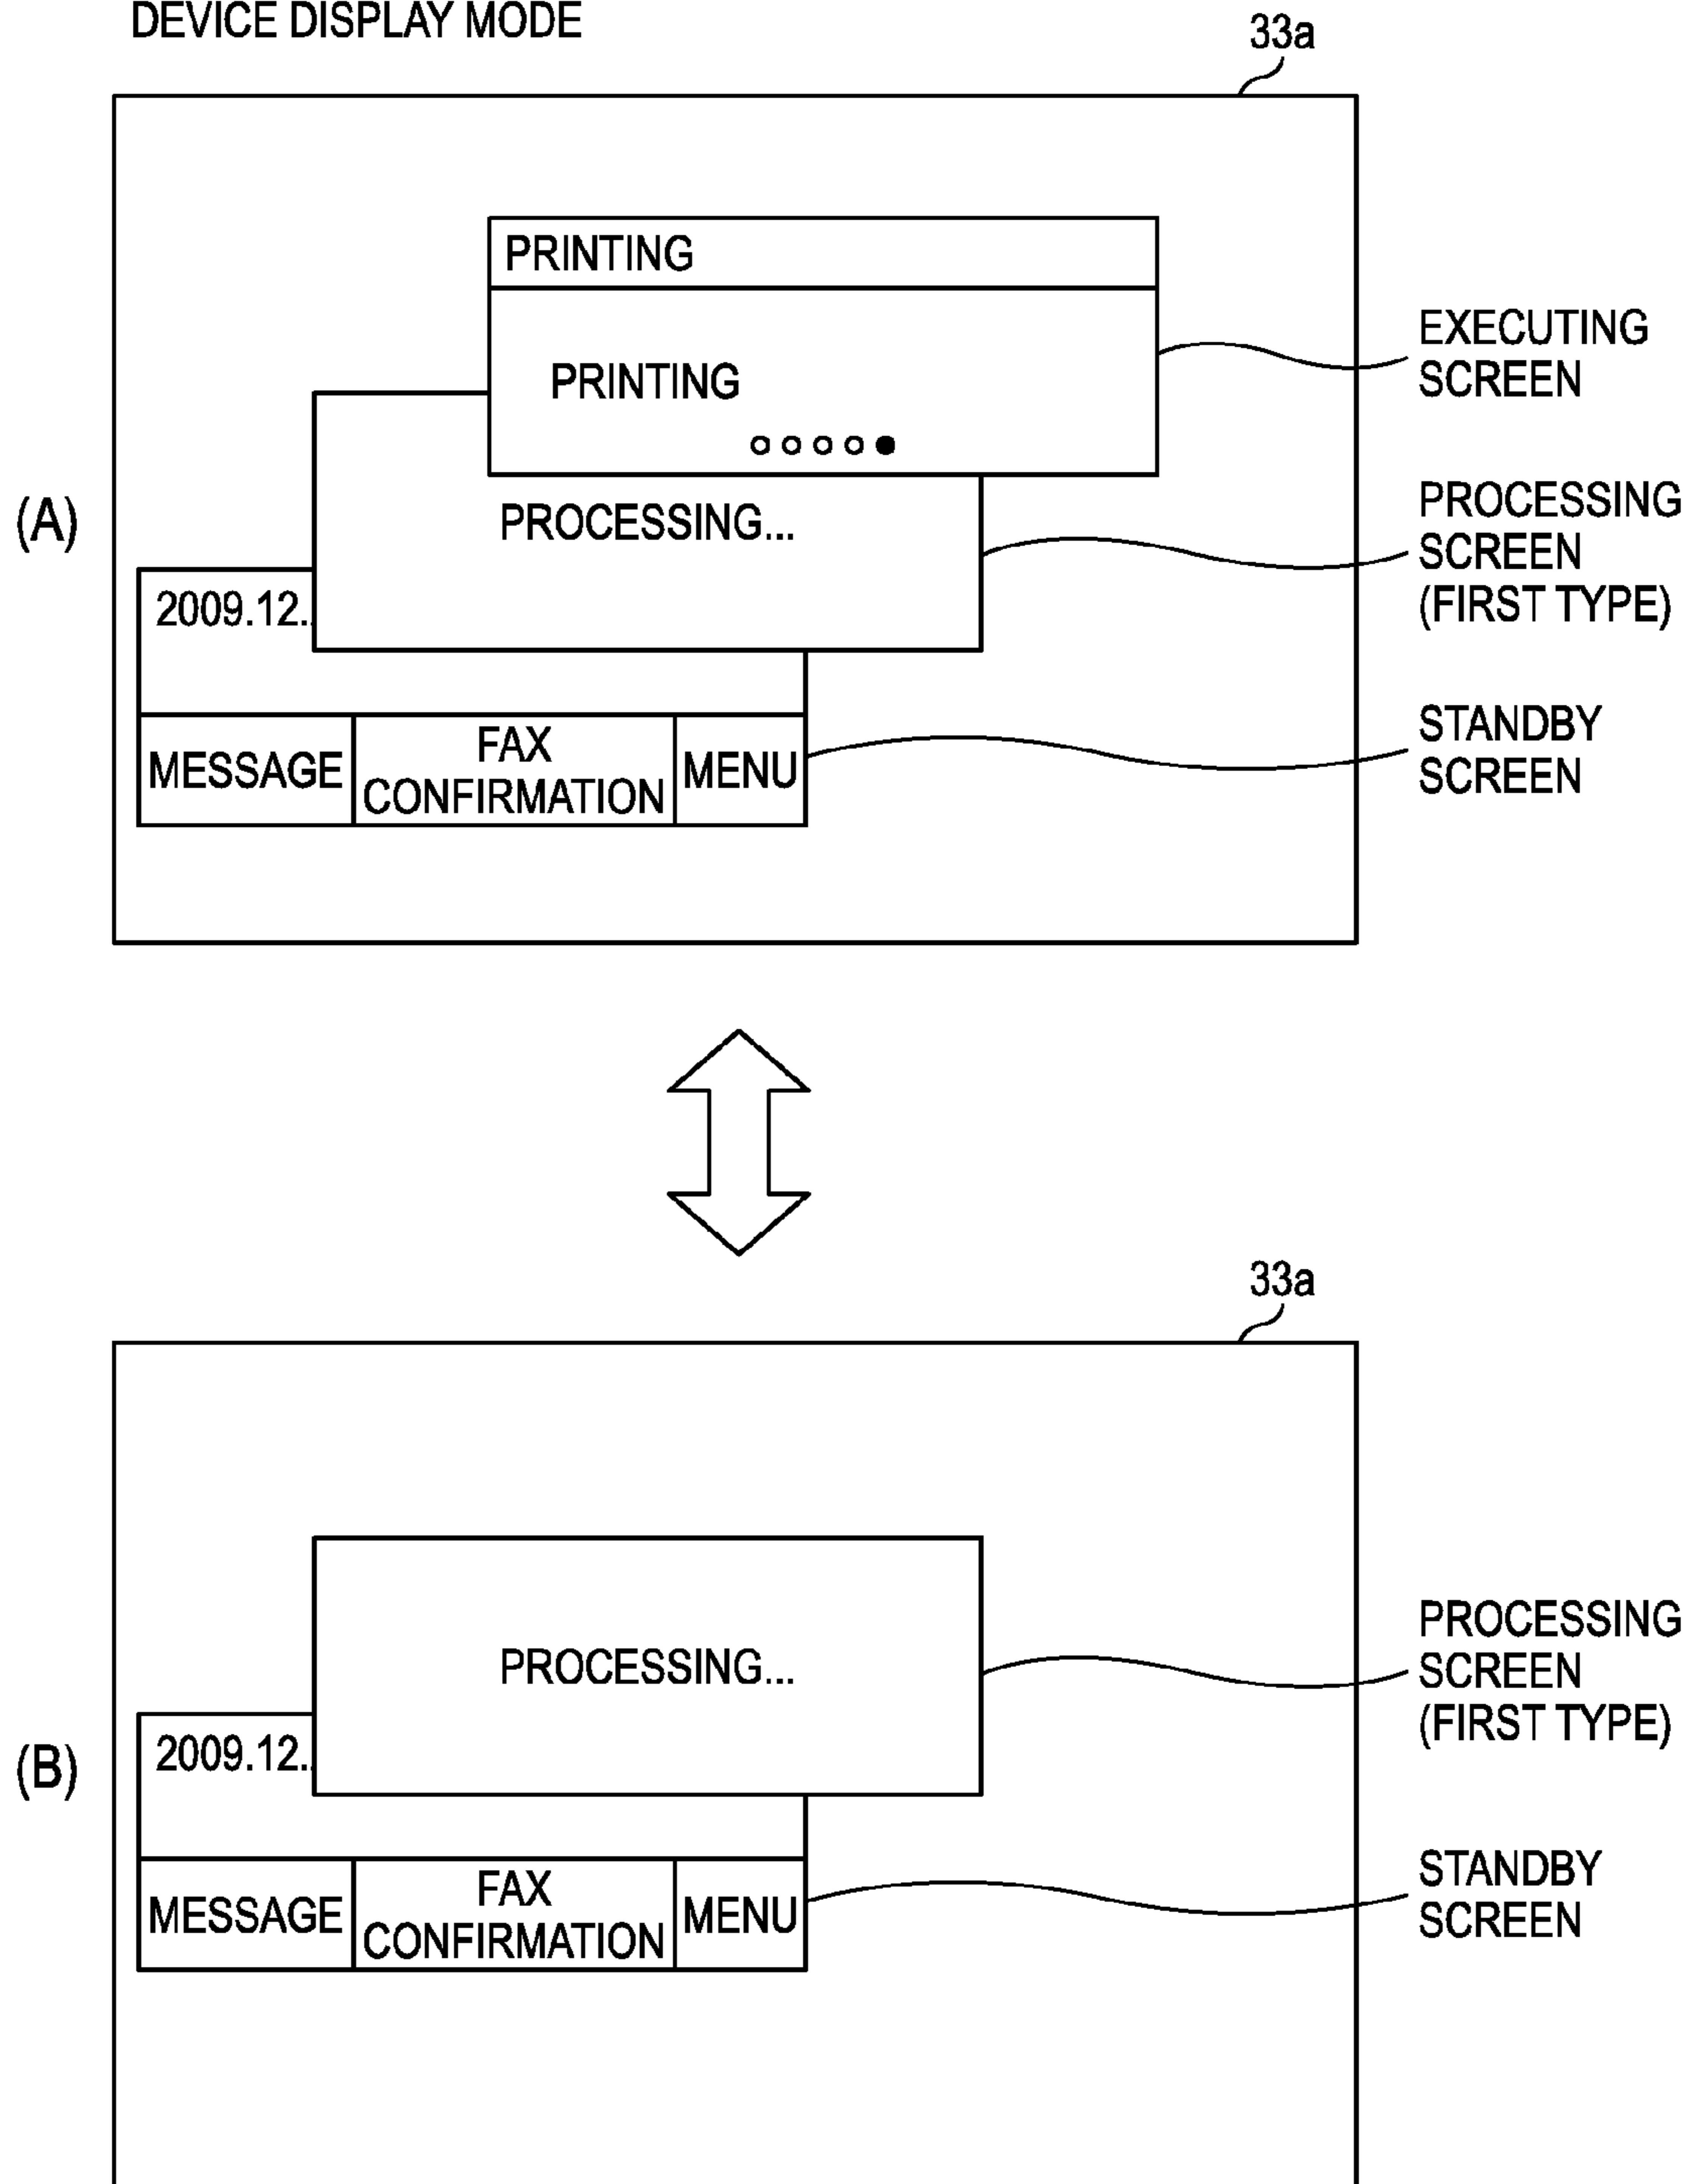 DEVICE DISPLAY MODE
33a
PRINTING
PRINTING
EXECUTING
SCREEN
(A)
PROCESSING...
PROCESSING
SCREEN
(FIRST TYPE)
2009.12..
MESSAGE
FAX
CONFIRMATION
MENU
STANDBY
SCREEN
33a
(B)
PROCESSING...
PROCESSING
SCREEN
(FIRST TYPE)
2009.12..
MESSAGE
FAX
CONFIRMATION
MENU
STANDBY
SCREEN